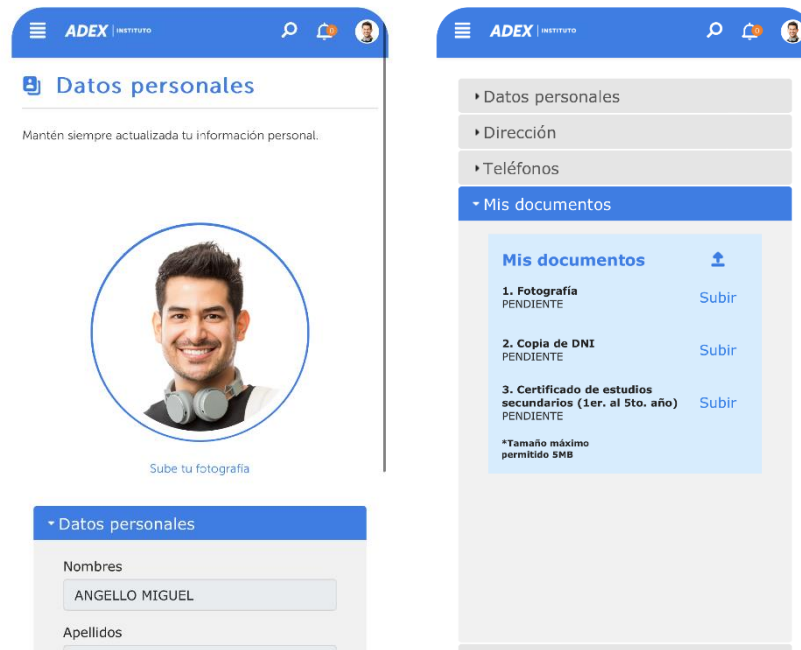 ADEX | INSTITUTO
0
Datos personales
Mantén siempre actualizada tu información personal.
Sube tu fotografía
Datos personales
Nombres
ANGELLO MIGUEL
Apellidos
ADEX | INSTITUTO
0
Datos personales
Dirección
Teléfonos
Mis documentos
Mis documentos
1. Fotografía
PENDIENTE
Subir
2. Copia de DNI
PENDIENTE
Subir
3. Certificado de estudios
secundarios (1er. al 5to. año)
PENDIENTE
Subir
*Tamaño máximo
permitido 5MB